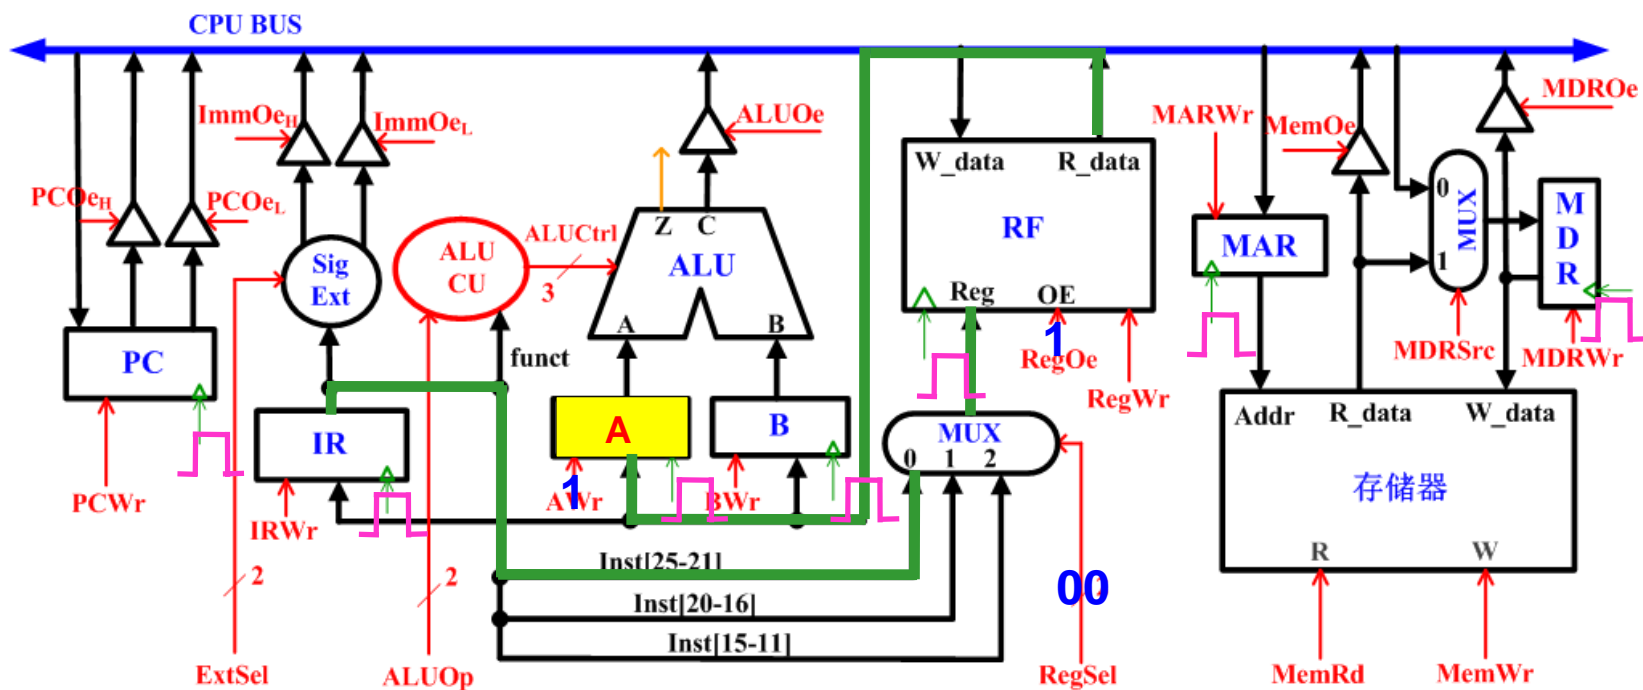 CPU BUS
ImmOeH
ImmOeL
ALUOe
MARWr
MemOe
MDROe
PCOeH
PCOeL
W_data
R_data
Z
C
RF
0
1
MUX
M
D
R
Sig
Ext
ALU
CU
ALUCtrl
3
ALU
MAR
A
B
Reg
OE
1
RegOe
RegWr
MDRSrc
MDRWr
PC
funct
IR
A
B
MUX
0
1
2
Addr
R_data
W_data
存储器
R
W
PCWr
IRWr
AWr
1
BWr
2
2
Inst[25-21]
Inst[20-16]
Inst[15-11]
00
ExtSel
ALUOp
RegSel
MemRd
MemWr